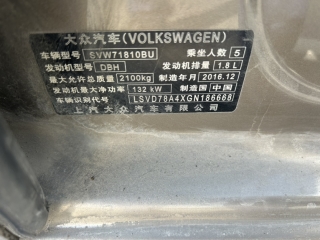 大众汽车(VOLKSWAGEN)
车辆型号 SVW71810BU 乘坐人数 5
发动机型号 DBH 发动机排量 1.8 L
最大允许总质量 2100kg 制造年月 2016.12
发动机最大净功率 132 kW 制造国 中国
车辆识别代号 LSVD78A4XGN186668
上汽大众汽车有限公司